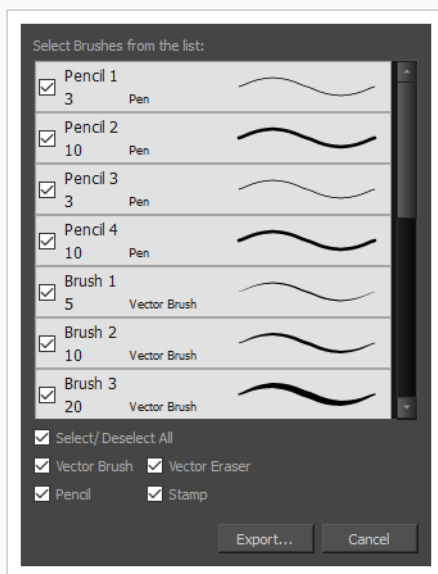 Select Brushes from the list:
Pencil 1
3 Pen
Pencil 2
10 Pen
Pencil 3
3 Pen
Pencil 4
10 Pen
Brush 1
5 Vector Brush
Brush 2
10 Vector Brush
Brush 3
20 Vector Brush
Select/ Deselect All
Vector Brush Vector Eraser
Pencil Stamp
Export... Cancel